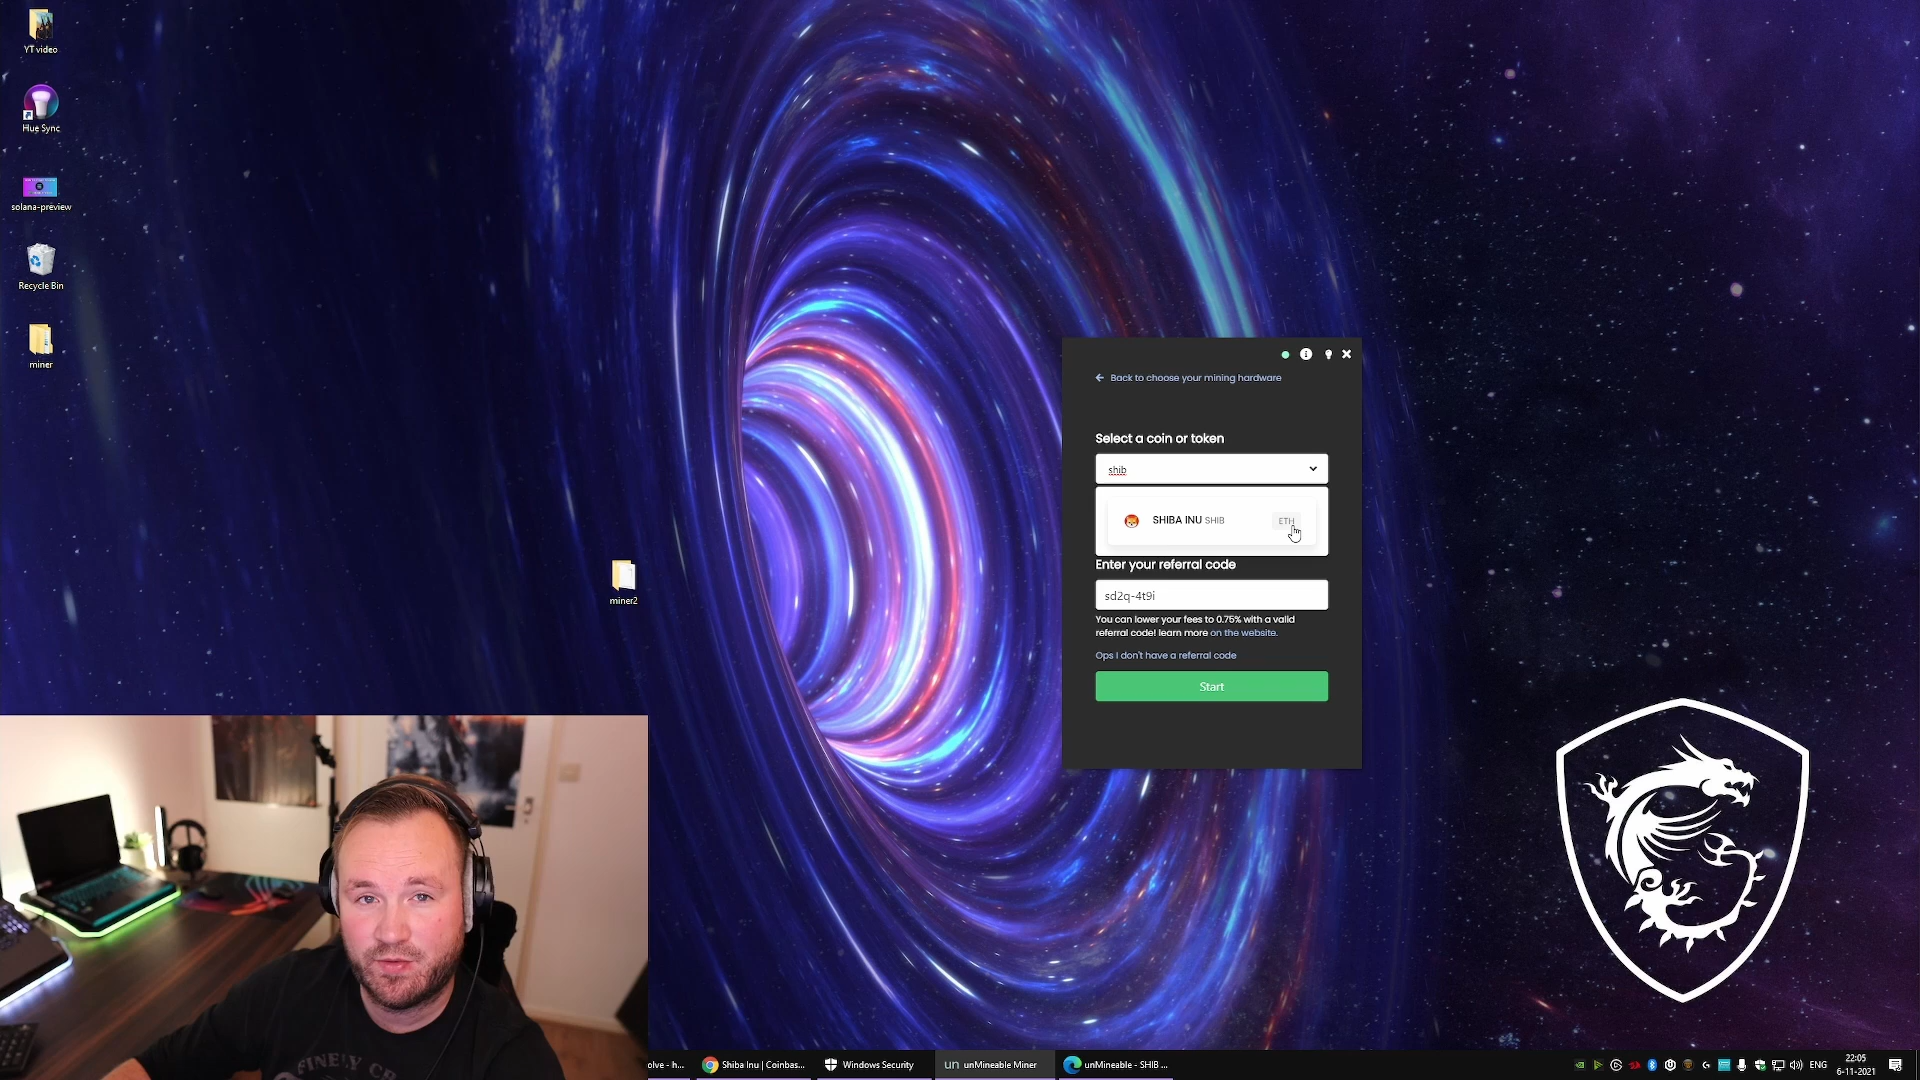 YT video
Hue Sync
solana-preview
Recycle Bin
miner
miner2
Back to choose your mining hardware
Select a coin or token
shib
SHIBA INU SHIB ETH
Enter your referral code
sd2q-4t9i
You can lower your fees to 0.75% with a valid
referral code! learn more on the website.
Ops I don't have a referral code
Start
olve - h...
Shiba Inu | Coinbas...
Windows Security
un unMineable Miner
unMineable - SHIB ...
ENG
22:05
6-11-2021